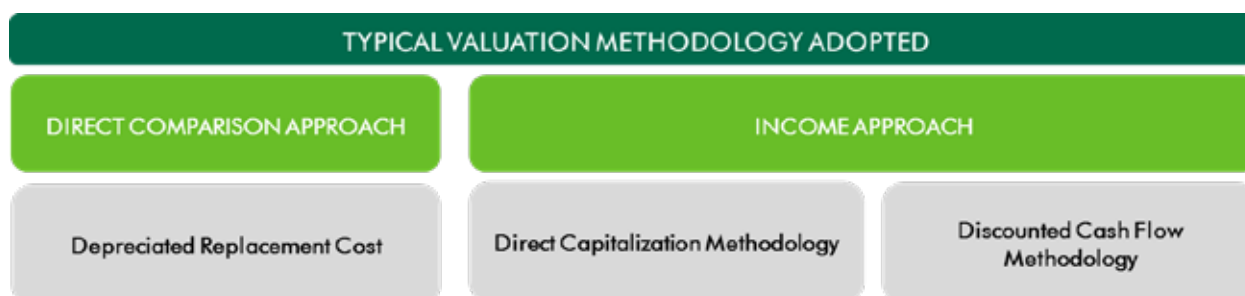 TYPICAL VALUATION METHODOLOGY ADOPTED
DIRECT COMPARISON APPROACH
INCOME APPROACH
Depreciated Replacement Cost
Direct Capitalization Methodology
Discounted Cash Flow
Methodology